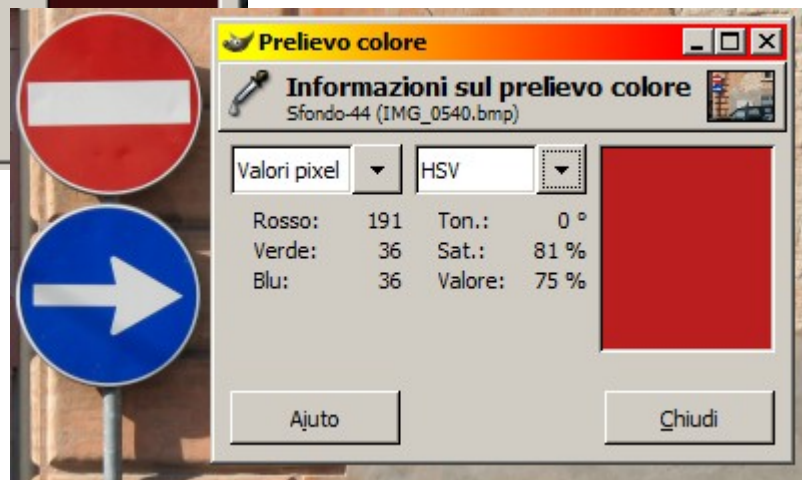 Prelievo colore
Informazioni sul prelievo colore
Sfondo-44 (IMG_0540.bmp)
Valori pixel HSV
Rosso: 191 Ton.: 0 °
Verde: 36 Sat.: 81 %
Blu: 36 Valore: 75 %
Aiuto Chiudi